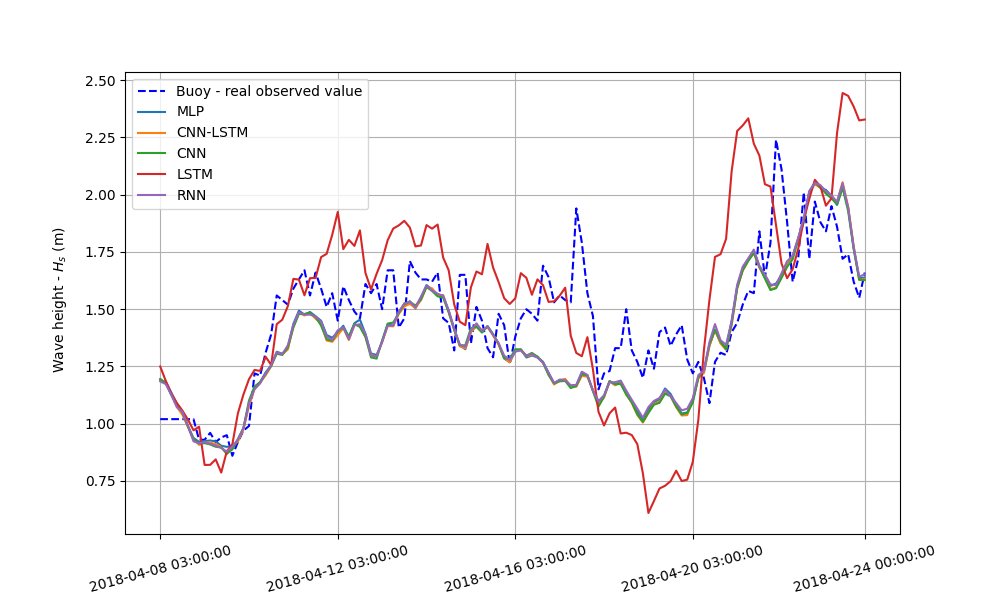 2.50
2.25
2.00
1.75
1.50
1.25
1.00
0.75
Wave height - Hs (m)
Buoy - real observed value
MLP
CNN-LSTM
CNN
LSTM
RNN
2018-04-08 03:00:00
2018-04-12 03:00:00
2018-04-16 03:00:00
2018-04-20 03:00:00
2018-04-24 00:00:00